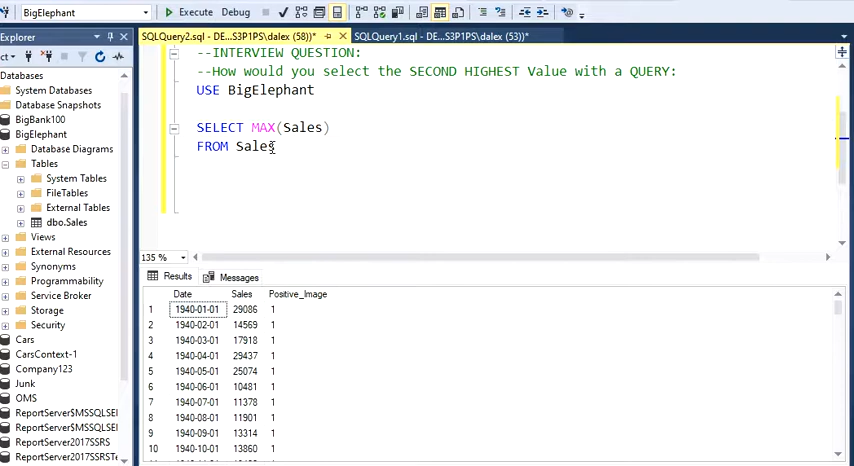 BigElephant
Execute
Debug
Explorer
SQLQuery2.sql - DE...S3P1PS\dalex (58))*
SQLQuery1.sql - DE...S3P1PS\dalex (53))*
--INTERVIEW QUESTION:
--How would you select the SECOND HIGHEST Value with a QUERY:
USE BigElephant
SELECT MAX(Sales)
FROM Sales
135 %
Databases
System Databases
Database Snapshots
BigBank100
BigElephant
Database Diagrams
Tables
System Tables
FileTables
External Tables
dbo.Sales
Views
External Resources
Synonyms
Programmability
Service Broker
Storage
Security
Cars
CarsContext-1
Company123
Junk
OMS
ReportServer$MSSQLSE
ReportServer$MSSQLSE
ReportServer2017SSRS
ReportServer2017SSRSTe
Results
Messages
Date Sales Positive_Image
1 1940-01-01 29086 1
2 1940-02-01 14569 1
3 1940-03-01 17918 1
4 1940-04-01 29437 1
5 1940-05-01 25074 1
6 1940-06-01 10481 1
7 1940-07-01 11378 1
8 1940-08-01 11901 1
9 1940-09-01 13314 1
10 1940-10-01 13860 1